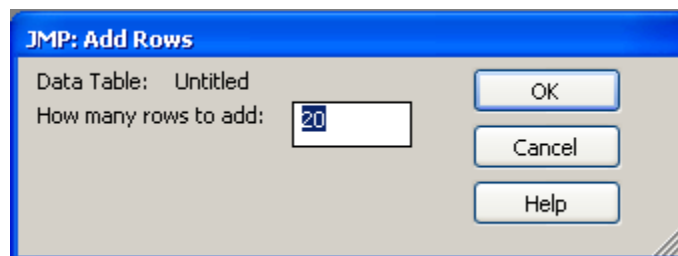 JMP: Add Rows
Data Table: Untitled
How many rows to add: 20
OK
Cancel
Help